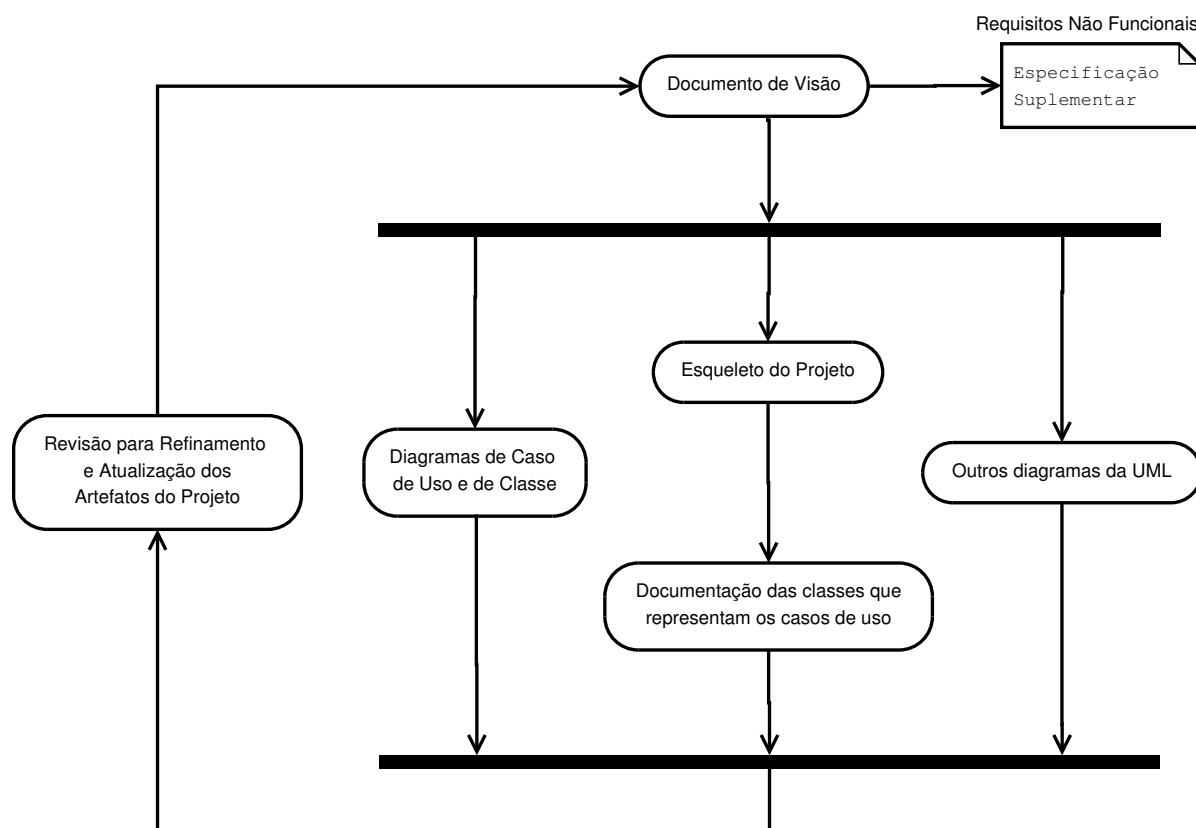 Requisitos Não Funcionais
Especificação
Suplementar
Documento de Visão
Esqueleto do Projeto
Revisão para Refinamento
e Atualização dos
Artefatos do Projeto
Diagramas de Caso
de Uso e de Classe
Outros diagramas da UML
Documentação das classes que
representam os casos de uso